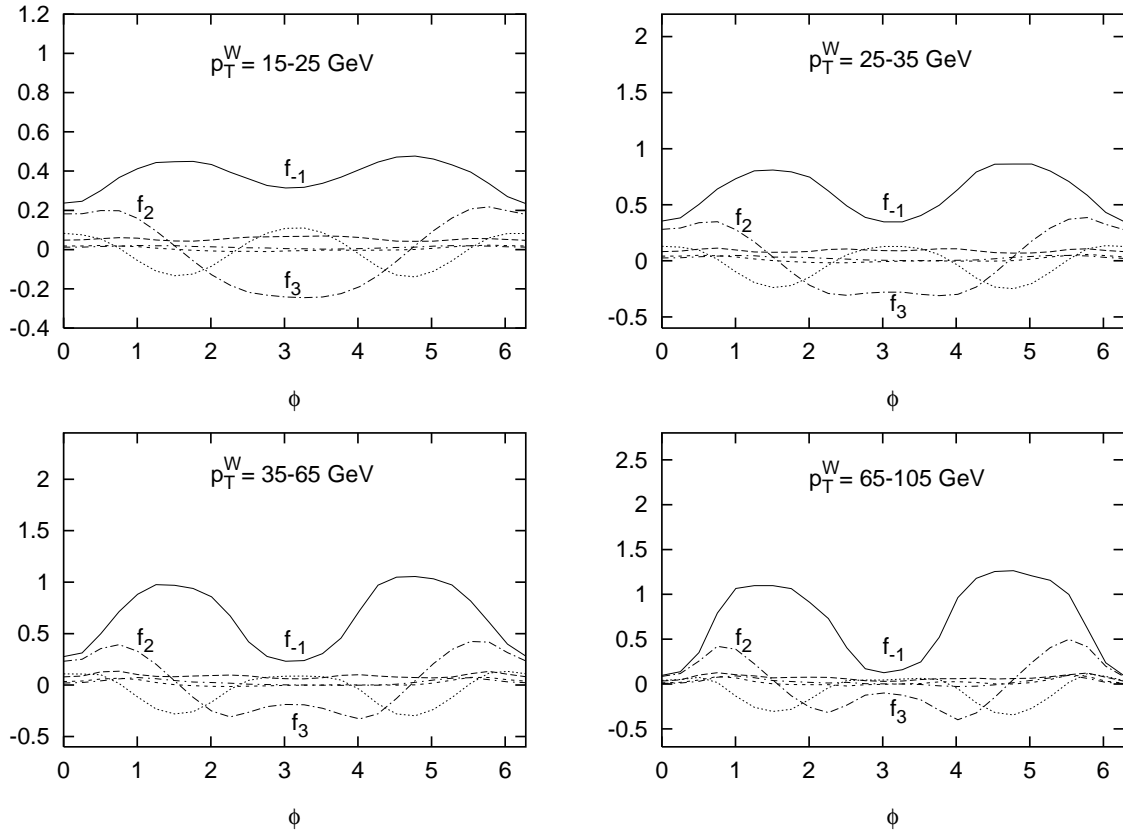 1.2
1
0.8
0.6
0.4
0.2
0
-0.2
-0.4
p_T^W = 15-25 GeV
f_-1
f_2
f_3
0 1 2 3 4 5 6
ϕ
2
1.5
1
0.5
0
-0.5
p_T^W = 25-35 GeV
f_-1
f_2
f_3
0 1 2 3 4 5 6
ϕ
2
1.5
1
0.5
0
-0.5
p_T^W = 35-65 GeV
f_2
f_-1
f_3
0 1 2 3 4 5 6
ϕ
2.5
2
1.5
1
0.5
0
-0.5
p_T^W = 65-105 GeV
f_2
f_-1
f_3
0 1 2 3 4 5 6
ϕ